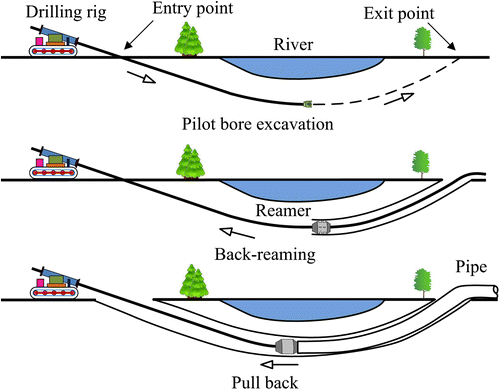 Drilling rig
Entry point
Exit point
River
Pilot bore excavation
Reamer
Back-reaming
Pipe
Pull back